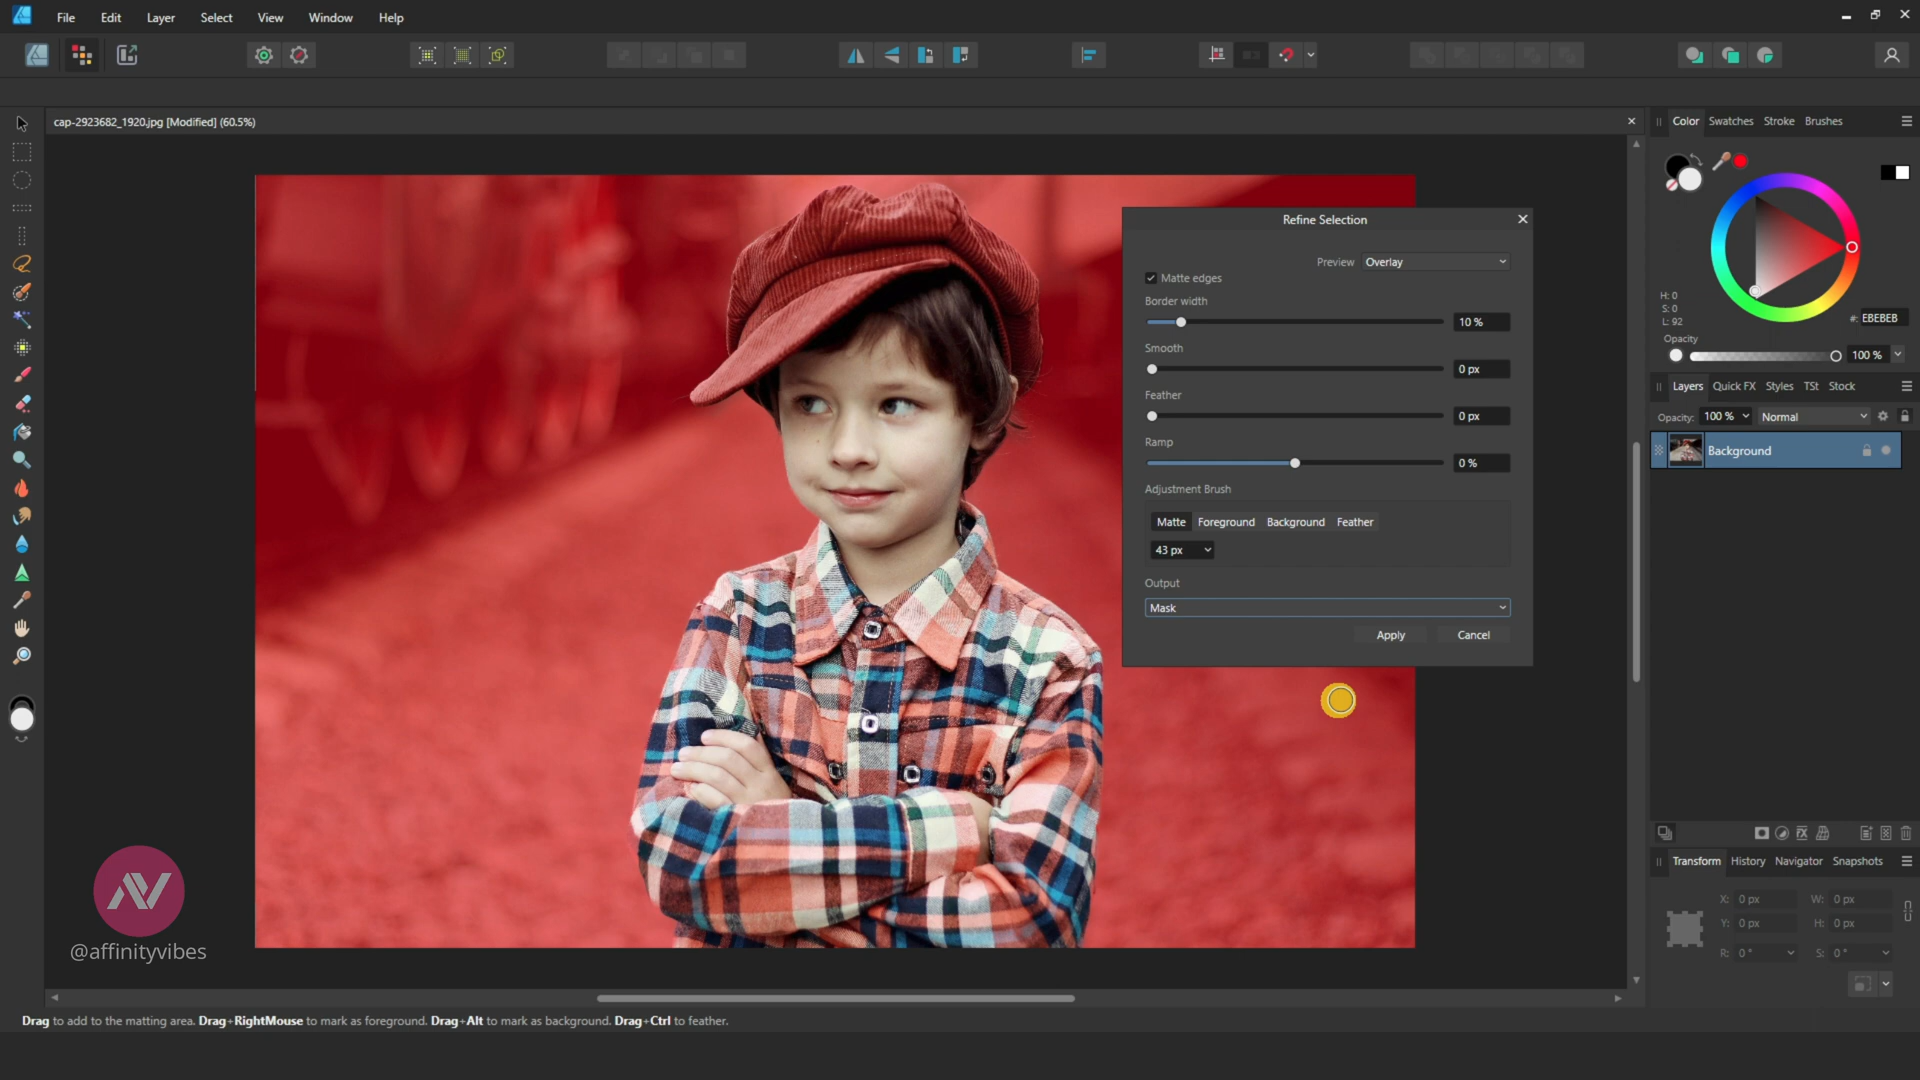 File Edit Layer Select View Window Help
cap-2923682_1920.jpg [Modified] (60.5%)
Color Swatches Stroke Brushes
H: 0
S: 0
L: 92
#: EBEBEB
Opacity
100 %
Refine Selection
Preview Overlay
Matte edges
Border width
10 %
Smooth
0 px
Feather
0 px
Ramp
0 %
Adjustment Brush
Matte Foreground Background Feather
43 px
Output
Mask
Apply Cancel
Layers Quick FX Styles TSt Stock
Opacity: 100 % Normal
Background
Transform History Navigator Snapshots
X: 0 px W: 0 px
Y: 0 px H: 0 px
R: 0 ° S: 0 °
AV
@affinityvibes
Drag to add to the matting area. Drag+RightMouse to mark as foreground. Drag+Alt to mark as background. Drag+Ctrl to feather.